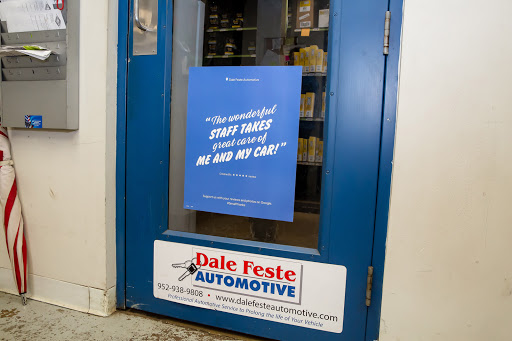 Dale Feste Automotive
"The wonderful
STAFF TAKES
great care of
ME AND MY CAR!"
Dale Feste
AUTOMOTIVE
952-938-9808 • www.dalefesteautomotive.com
Professional Automotive Service to Prolong the life of Your Vehicle